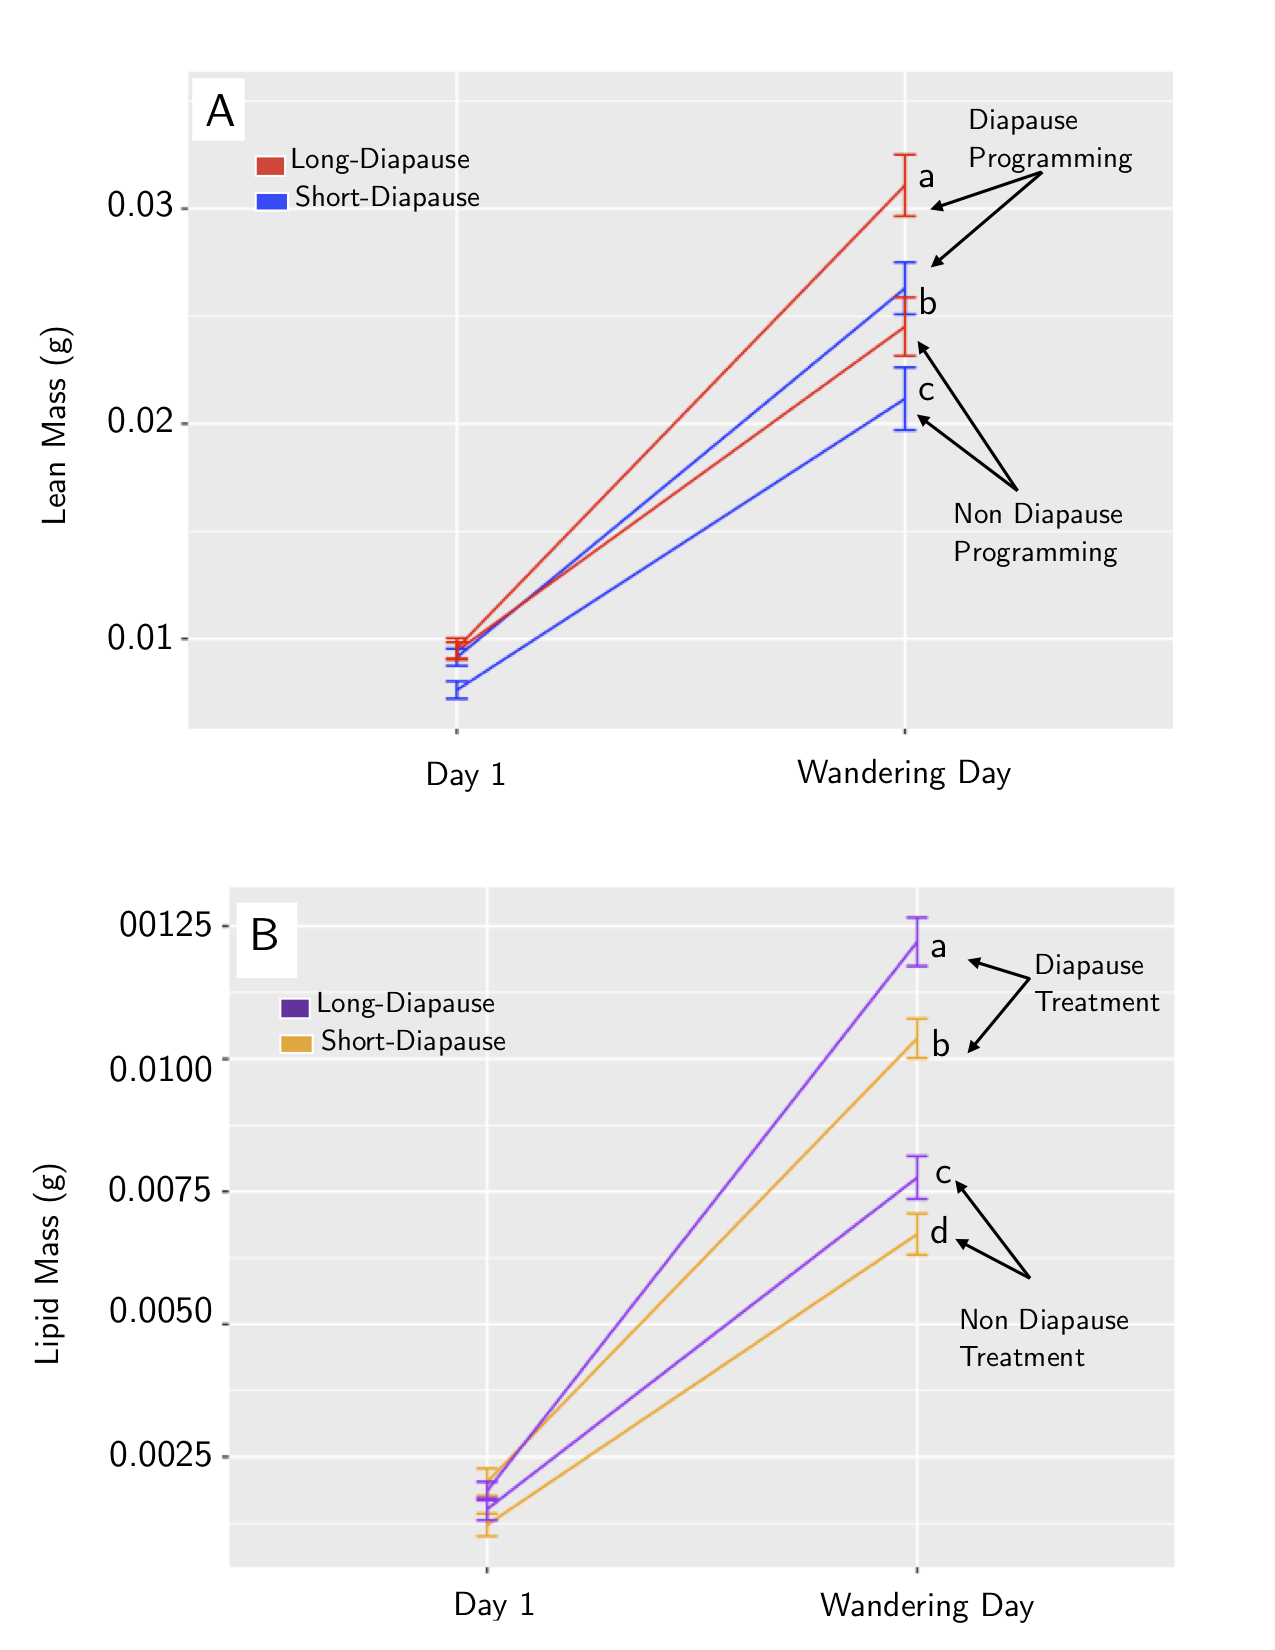 A
Long-Diapause
Short-Diapause
Diapause
Programming
a
b
c
Non Diapause
Programming
0.03
0.02
0.01
Lean Mass (g)
Day 1
Wandering Day
B
Long-Diapause
Short-Diapause
Diapause
Treatment
a
b
c
d
Non Diapause
Treatment
00125
0.0100
0.0075
0.0050
0.0025
Lipid Mass (g)
Day 1
Wandering Day